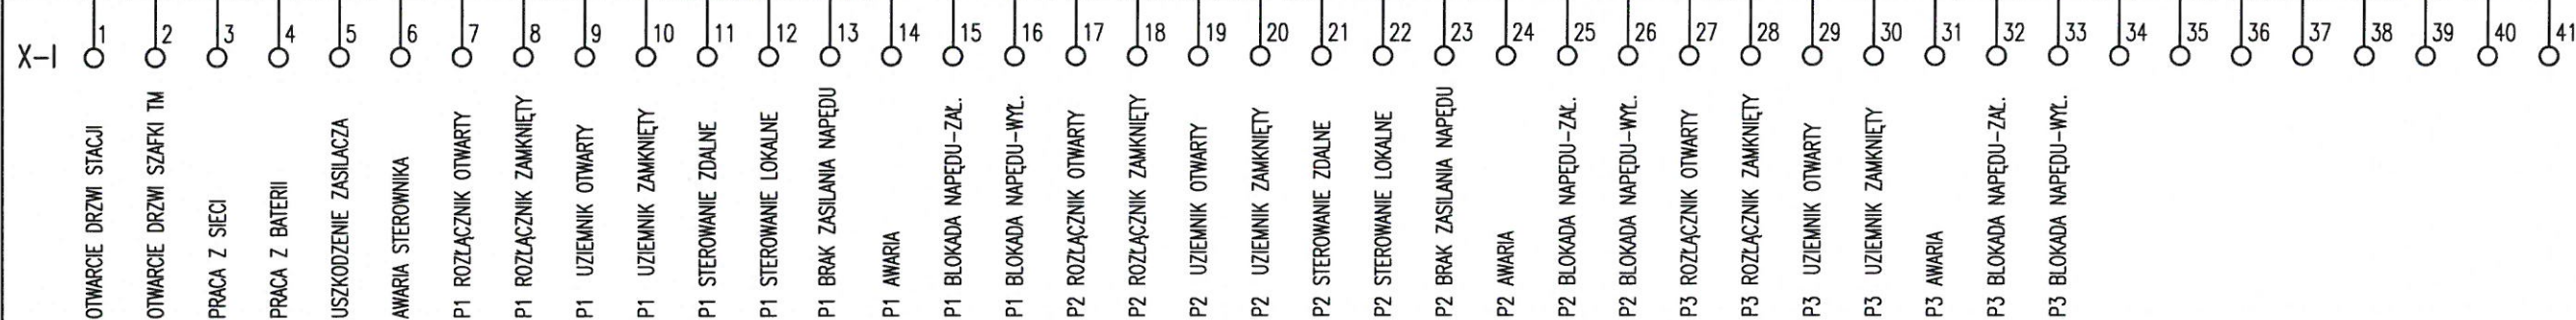 X-I 1 2 3 4 5 6 7 8 9 10 11 12 13 14 15 16 17 18 19 20 21 22 23 24 25 26 27 28 29 30 31 32 33 34 35 36 37 38 39 40 41
OTWARCIE DRZWI STACJI
OTWARCIE DRZWI SZAFKI TM
PRACA Z SIECI
PRACA Z BATERII
USZKODZENIE ZASILACZA
AWARIA STEROWNIKA
P1 ROZŁĄCZNIK OTWARTY
P1 ROZŁĄCZNIK ZAMKNIĘTY
P1 UZIEMNIK OTWARTY
P1 UZIEMNIK ZAMKNIĘTY
P1 STEROWANIE ZDALNE
P1 STEROWANIE LOKALNE
P1 BRAK ZASILANIA NAPĘDU
P1 AWARIA
P1 BLOKADA NAPĘDU-ZAŁ.
P1 BLOKADA NAPĘDU-WYŁ.
P2 ROZŁĄCZNIK OTWARTY
P2 ROZŁĄCZNIK ZAMKNIĘTY
P2 UZIEMNIK OTWARTY
P2 UZIEMNIK ZAMKNIĘTY
P2 STEROWANIE ZDALNE
P2 STEROWANIE LOKALNE
P2 BRAK ZASILANIA NAPĘDU
P2 AWARIA
P2 BLOKADA NAPĘDU-ZAŁ.
P2 BLOKADA NAPĘDU-WYŁ.
P3 ROZŁĄCZNIK OTWARTY
P3 ROZŁĄCZNIK ZAMKNIĘTY
P3 UZIEMNIK OTWARTY
P3 UZIEMNIK ZAMKNIĘTY
P3 AWARIA
P3 BLOKADA NAPĘDU-ZAŁ.
P3 BLOKADA NAPĘDU-WYŁ.